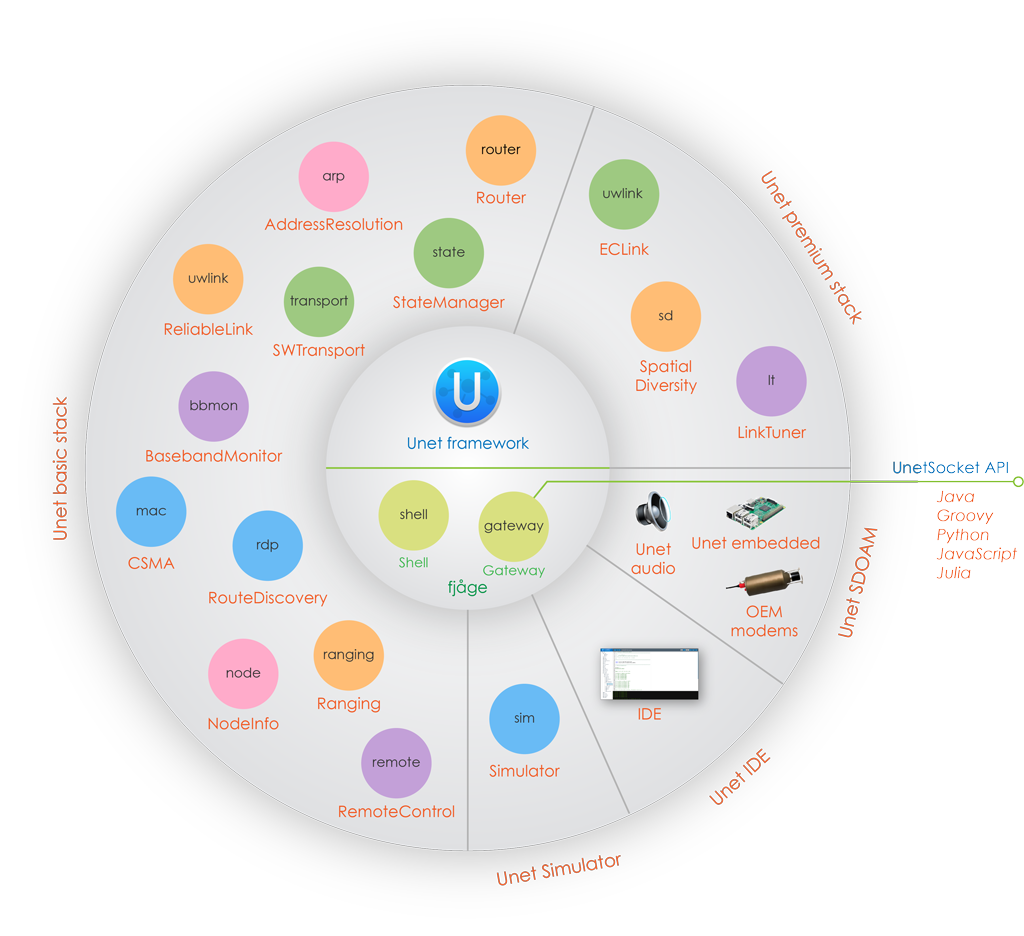 router
Router
arp
AddressResolution
state
StateManager
uwlink
ReliableLink
transport
SWTransport
bbmon
BasebandMonitor
mac
CSMA
rdp
RouteDiscovery
node
NodeInfo
ranging
Ranging
remote
RemoteControl
Unet basic stack
uwlink
ECLink
sd
Spatial
Diversity
lt
LinkTuner
Unet premium stack
U
Unet framework
shell
Shell
gateway
Gateway
fjåge
UnetSocket API
Java
Groovy
Python
JavaScript
Julia
Unet
audio
Unet embedded
OEM
modems
Unet SDOAM
IDE
Unet IDE
sim
Simulator
Unet Simulator